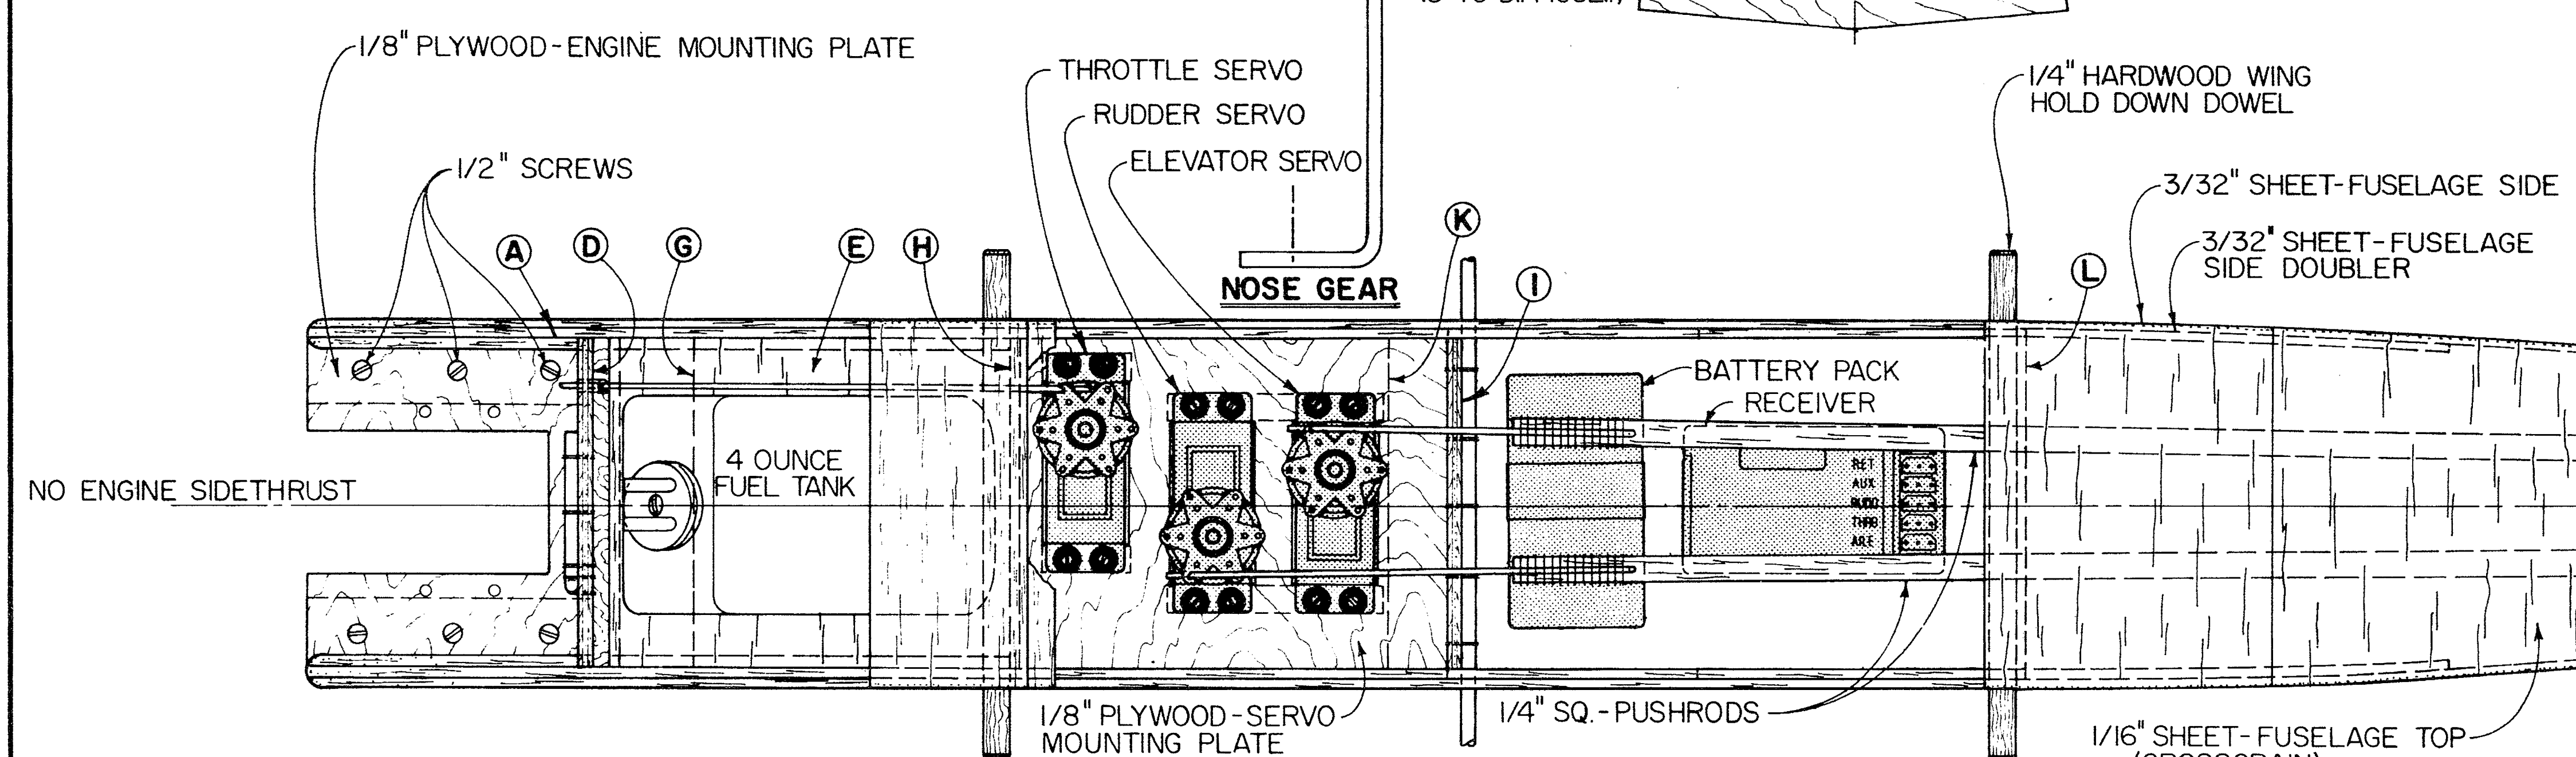 1/8" PLYWOOD-ENGINE MOUNTING PLATE
THROTTLE SERVO
RUDDER SERVO
ELEVATOR SERVO
1/4" HARDWOOD WING
HOLD DOWN DOWEL
1/2" SCREWS
3/32" SHEET-FUSELAGE SIDE
3/32" SHEET-FUSELAGE
SIDE DOUBLER
A
D
G
E
H
K
I
L
NOSE GEAR
BATTERY PACK
RECEIVER
4 OUNCE
FUEL TANK
NO ENGINE SIDETHRUST
RET
AUX
RUDD
THRO
AILE
1/8" PLYWOOD-SERVO
MOUNTING PLATE
1/4" SQ.-PUSHRODS
1/16" SHEET-FUSELAGE TOP